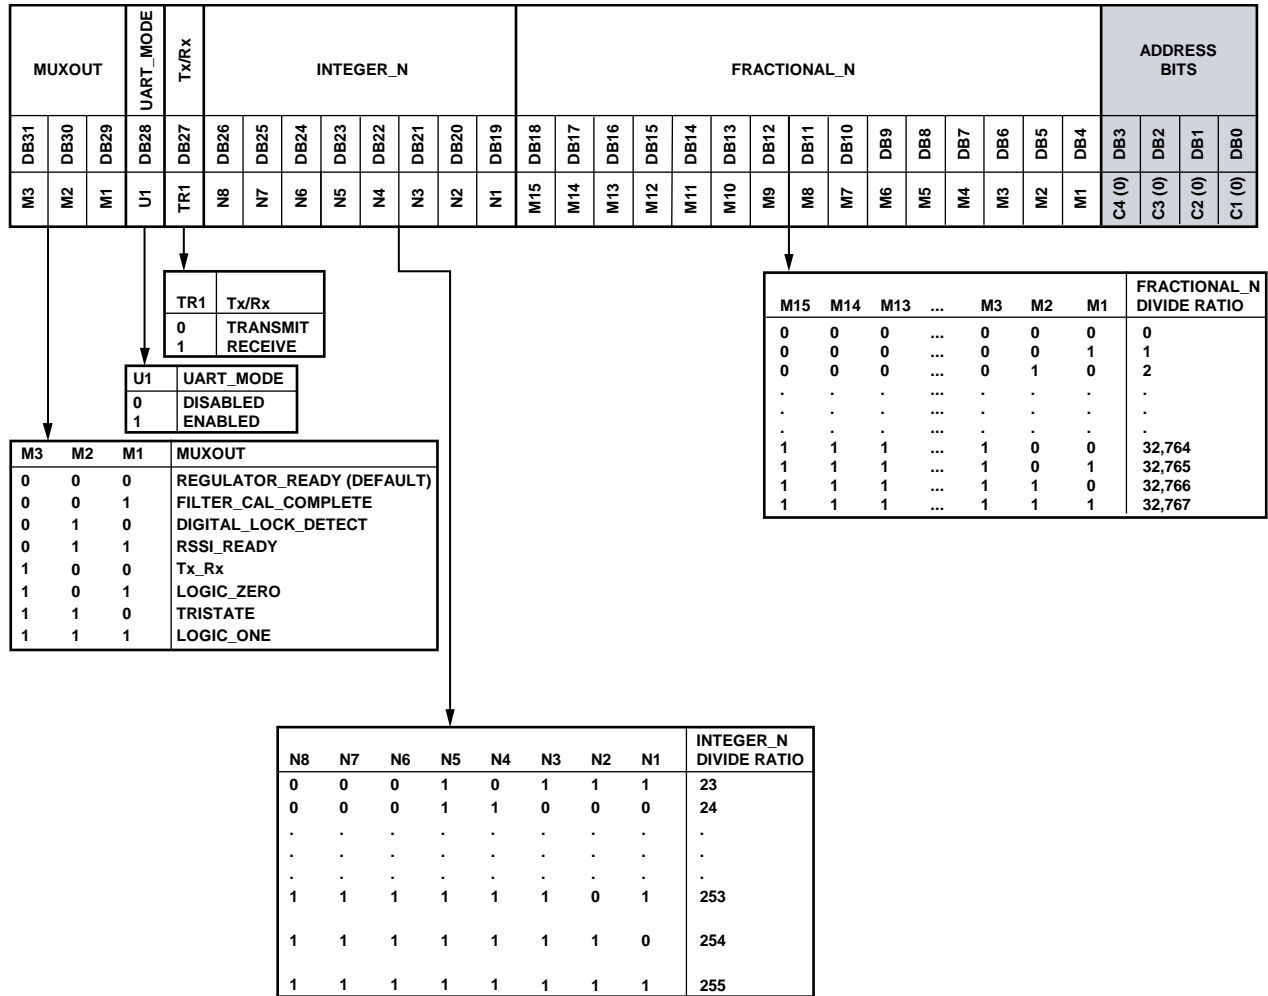 MUXOUT UART_MODE Tx/Rx INTEGER_N FRACTIONAL_N ADDRESS
BITS
DB31 DB30 DB29 DB28 DB27 DB26 DB25 DB24 DB23 DB22 DB21 DB20 DB19 DB18 DB17 DB16 DB15 DB14 DB13 DB12 DB11 DB10 DB9 DB8 DB7 DB6 DB5 DB4 DB3 DB2 DB1 DB0
M3 M2 M1 U1 TR1 N8 N7 N6 N5 N4 N3 N2 N1 M15 M14 M13 M12 M11 M10 M9 M8 M7 M6 M5 M4 M3 M2 M1 C4 (0) C3 (0) C2 (0) C1 (0)
TR1 Tx/Rx
0 TRANSMIT
1 RECEIVE
U1 UART_MODE
0 DISABLED
1 ENABLED
M3 M2 M1 MUXOUT
0 0 0 REGULATOR_READY (DEFAULT)
0 0 1 FILTER_CAL_COMPLETE
0 1 0 DIGITAL_LOCK_DETECT
0 1 1 RSSI_READY
1 0 0 Tx_Rx
1 0 1 LOGIC_ZERO
1 1 0 TRISTATE
1 1 1 LOGIC_ONE
FRACTIONAL_N
M15 M14 M13 ... M3 M2 M1 DIVIDE RATIO
0 0 0 ... 0 0 0 0
0 0 0 ... 0 0 1 1
0 0 0 ... 0 1 0 2
. . . ... . . . .
. . . ... . . . .
. . . ... . . . .
1 1 1 ... 1 0 0 32,764
1 1 1 ... 1 0 1 32,765
1 1 1 ... 1 1 0 32,766
1 1 1 ... 1 1 1 32,767
INTEGER_N
N8 N7 N6 N5 N4 N3 N2 N1 DIVIDE RATIO
0 0 0 1 0 1 1 1 23
0 0 0 1 1 0 0 0 24
. . . . . . . . .
. . . . . . . . .
. . . . . . . . .
1 1 1 1 1 1 0 1 253
1 1 1 1 1 1 1 0 254
1 1 1 1 1 1 1 1 255